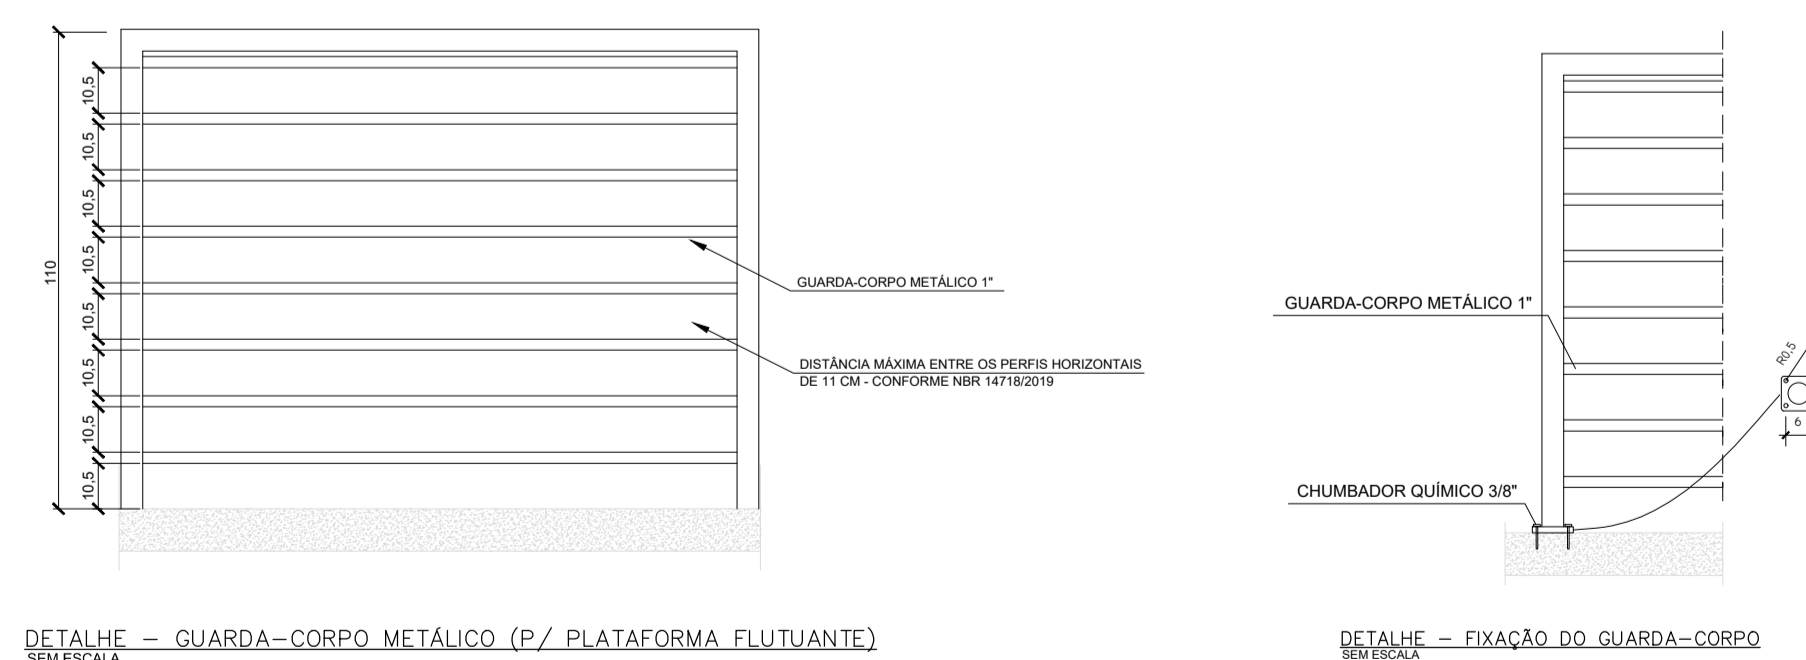 110
10,5
10,5
10,5
10,5
10,5
10,5
10,5
10,5
GUARDA-CORPO METÁLICO 1"
DISTÂNCIA MÁXIMA ENTRE OS PERFIS HORIZONTAIS
DE 11 CM - CONFORME NBR 14718/2019
DETALHE – GUARDA-CORPO METÁLICO (P/ PLATAFORMA FLUTUANTE)
SEM ESCALA
GUARDA-CORPO METÁLICO 1"
CHUMBADOR QUÍMICO 3/8"
R0,5
6
DETALHE – FIXAÇÃO DO GUARDA-CORPO
SEM ESCALA